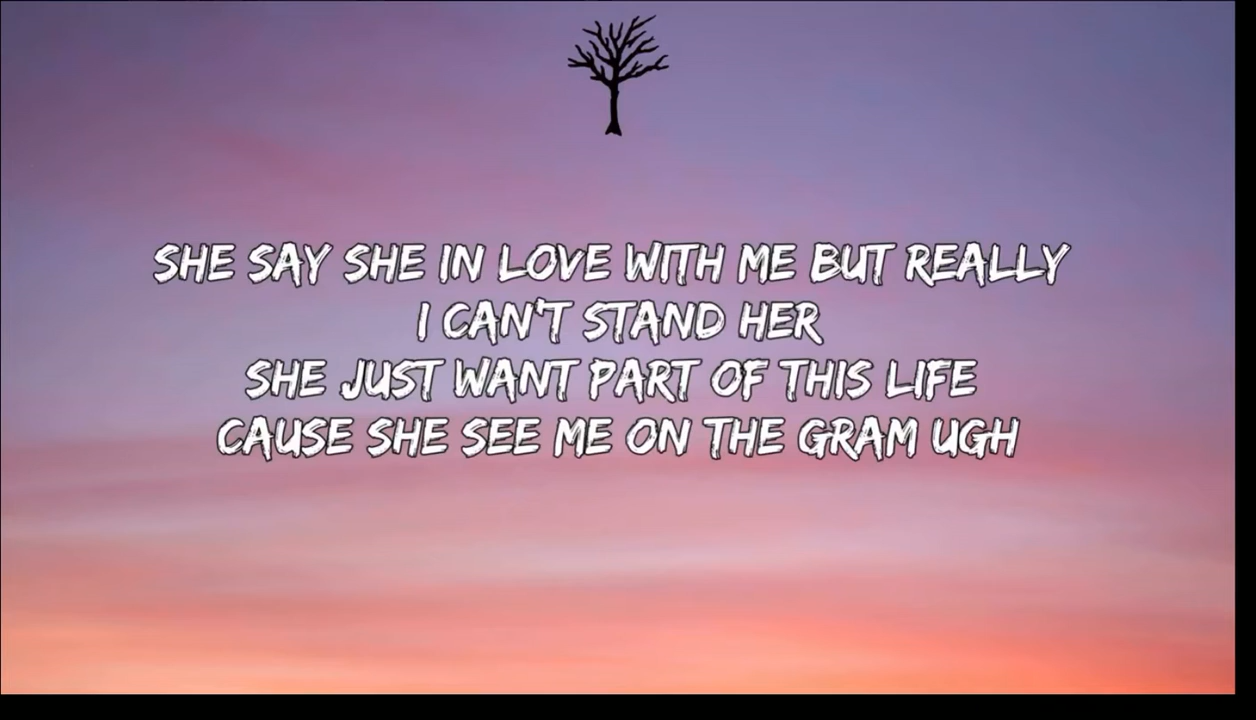 SHE SAY SHE IN LOVE WITH ME BUT REALLY
I CAN'T STAND HER
SHE JUST WANT PART OF THIS LIFE
CAUSE SHE SEE ME ON THE GRAM UGH